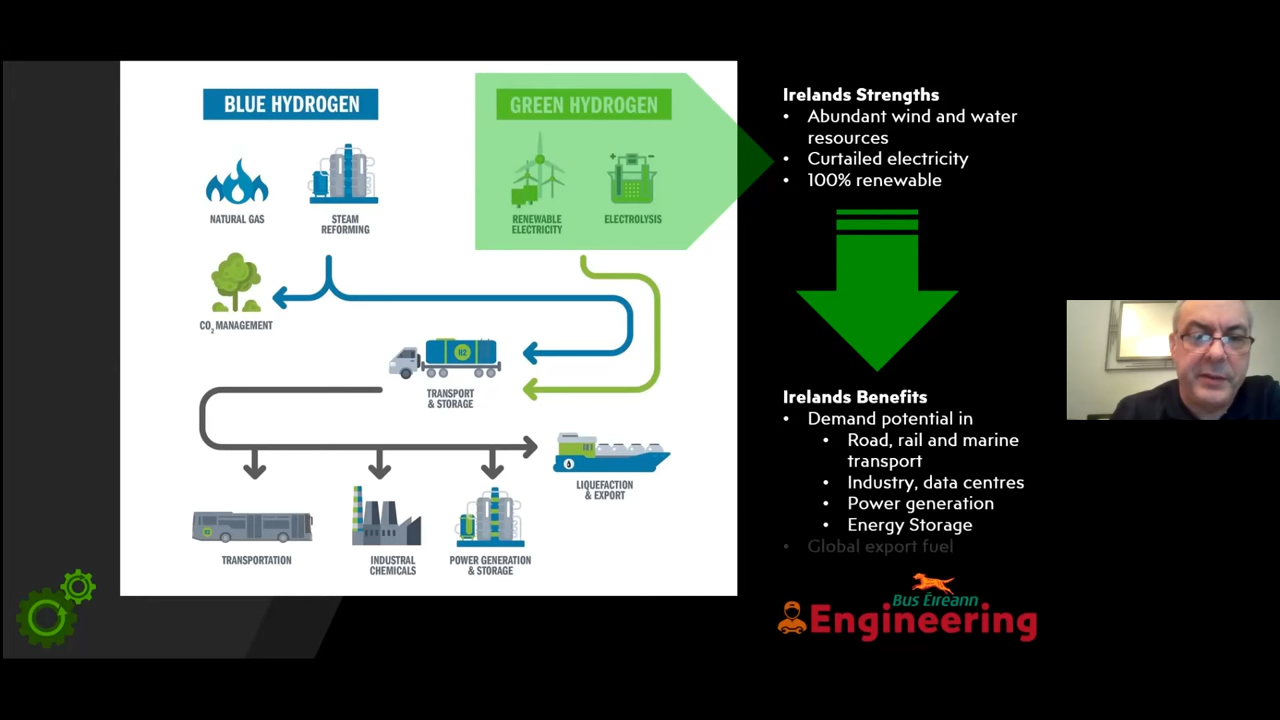 BLUE HYDROGEN
GREEN HYDROGEN
NATURAL GAS
STEAM
REFORMING
RENEWABLE
ELECTRICITY
ELECTROLYSIS
CO₂ MANAGEMENT
H2
TRANSPORT
& STORAGE
LIQUEFACTION
& EXPORT
TRANSPORTATION
INDUSTRIAL
CHEMICALS
POWER GENERATION
& STORAGE
Irelands Strengths
• Abundant wind and water
resources
• Curtailed electricity
• 100% renewable
Irelands Benefits
• Demand potential in
• Road, rail and marine
transport
• Industry, data centres
• Power generation
• Energy Storage
• Global export fuel
Bus Éireann
Engineering